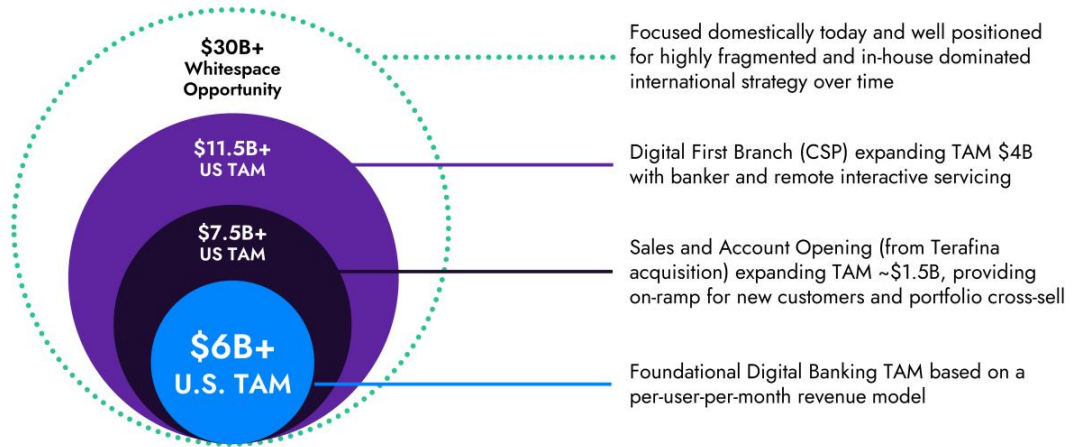 $30B+
Whitespace
Opportunity
$11.5B+
US TAM
$7.5B+
US TAM
$6B+
U.S. TAM
Focused domestically today and well positioned
for highly fragmented and in-house dominated
international strategy over time
Digital First Branch (CSP) expanding TAM $4B
with banker and remote interactive servicing
Sales and Account Opening (from Terafina
acquisition) expanding TAM ~$1.5B, providing
on-ramp for new customers and portfolio cross-sell
Foundational Digital Banking TAM based on a
per-user-per-month revenue model